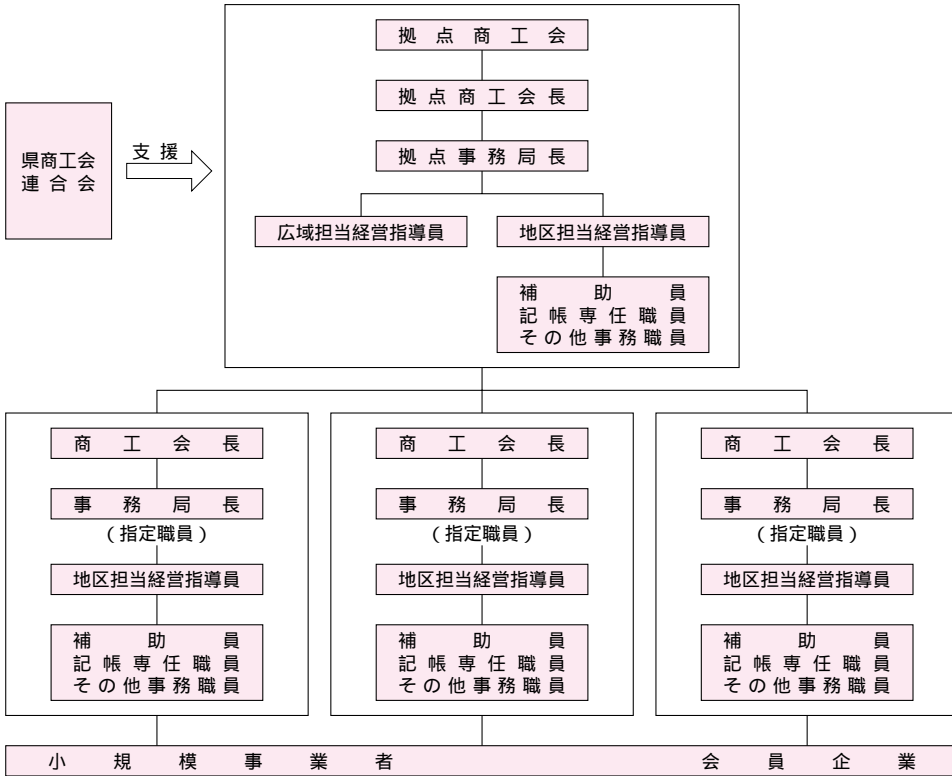 拠点商工会
拠点商工会長
県商工会
連合会
支援
拠点事務局長
広域担当経営指導員
地区担当経営指導員
補助員
記帳専任職員
その他事務職員
商工会長
事務局長
(指定職員)
地区担当経営指導員
補助員
記帳専任職員
その他事務職員
商工会長
事務局長
(指定職員)
地区担当経営指導員
補助員
記帳専任職員
その他事務職員
商工会長
事務局長
(指定職員)
地区担当経営指導員
補助員
記帳専任職員
その他事務職員
小規模事業者 会員企業